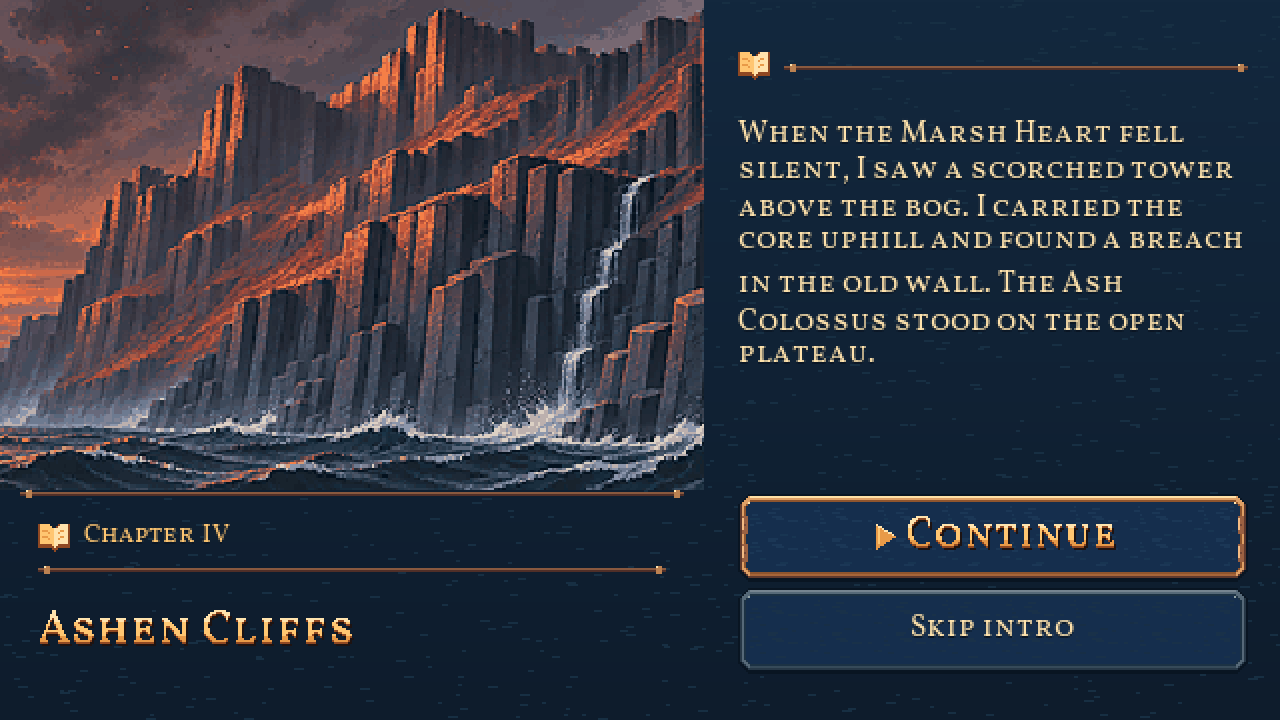 Chapter IV
Ashen Cliffs
When the Marsh Heart fell
silent, I saw a scorched tower
above the bog. I carried the
core uphill and found a breach
in the old wall. The Ash
Colossus stood on the open
plateau.
Continue
Skip intro